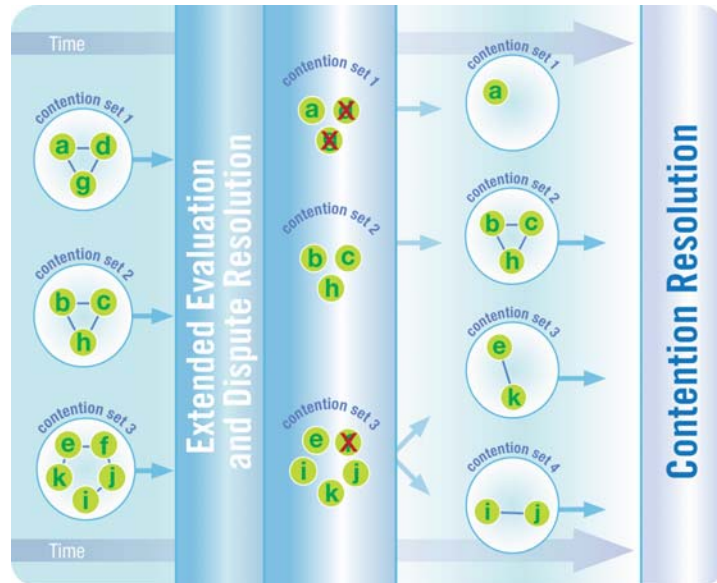 Time
contention set 1
a
d
g
contention set 2
b
c
h
contention set 3
e
f
k
j
i
Time
Extended Evaluation
and Dispute Resolution
contention set 1
a
contention set 2
b
c
h
contention set 3
e
i
j
k
contention set 1
a
contention set 2
b
c
h
contention set 3
e
k
contention set 4
i
j
Contention Resolution